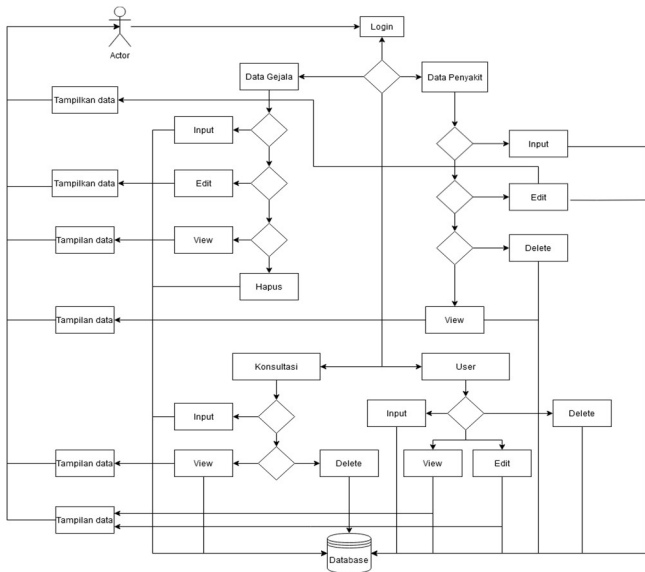 Login
Actor
Data Gejala
Data Penyakit
Tampilkan data
Input
Input
Tampilkan data
Edit
Edit
Tampilan data
View
Delete
Hapus
Tampilan data
View
Konsultasi
User
Input
Input
Delete
Tampilan data
View
Delete
View
Edit
Tampilan data
Database